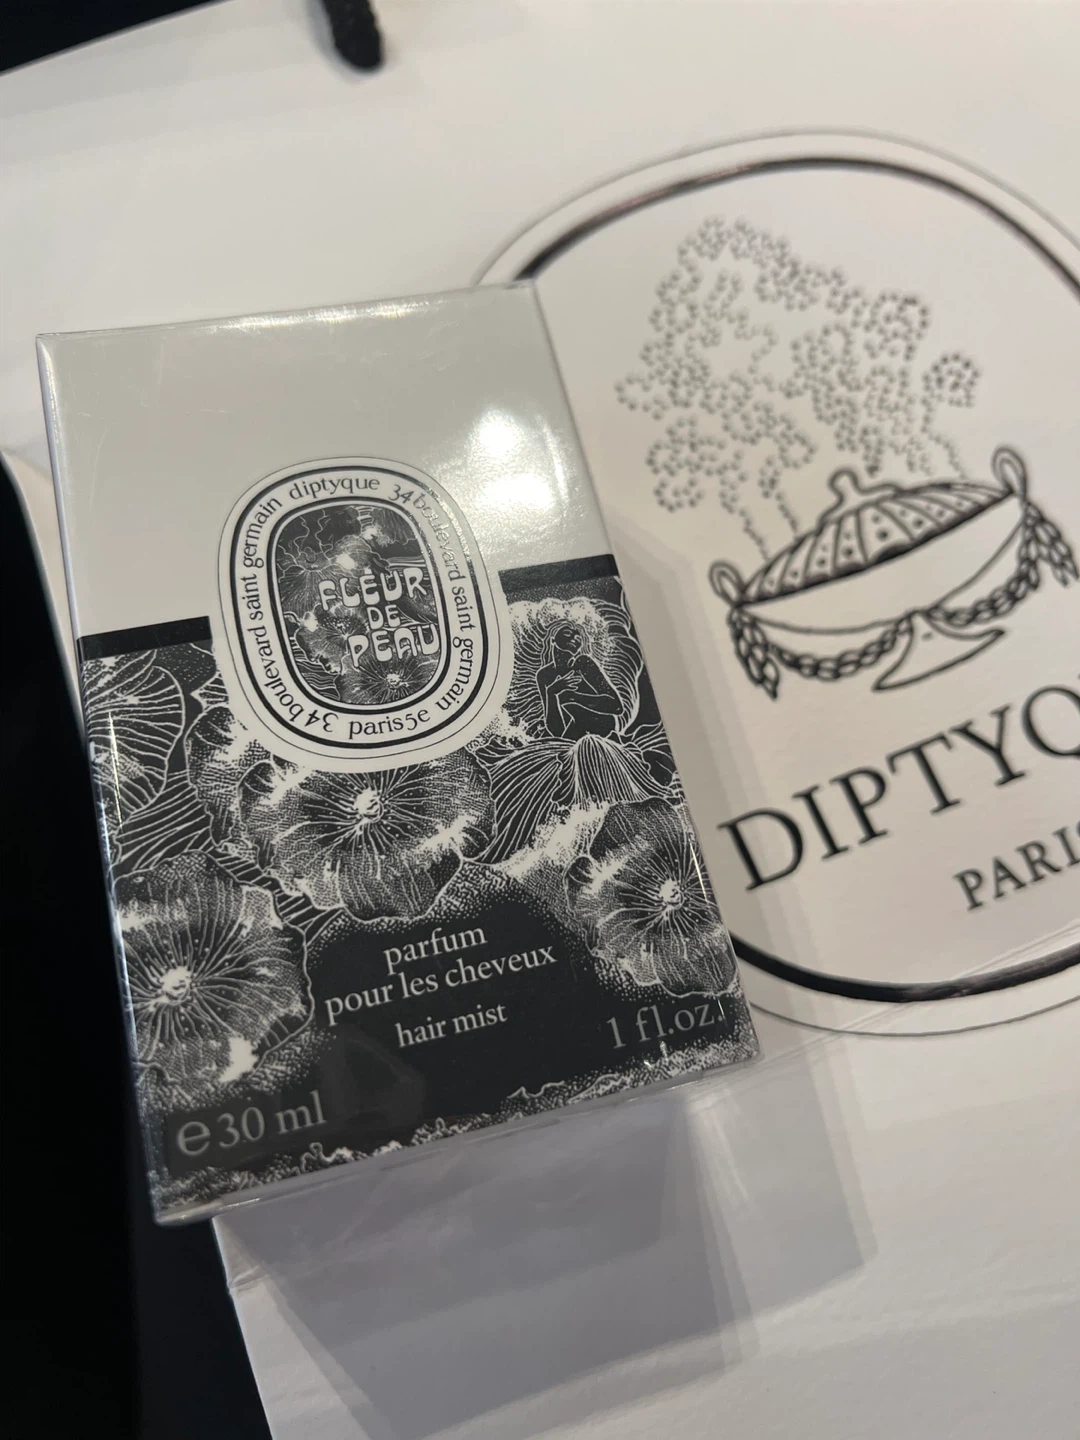 diptyque 34 boulevard saint germain paris5e 34 boulevard saint germain
FLEUR
DE
PEAU
parfum
pour les cheveux
hair mist
1 fl.oz.
e 30 ml
DIPTYQ
PARIS